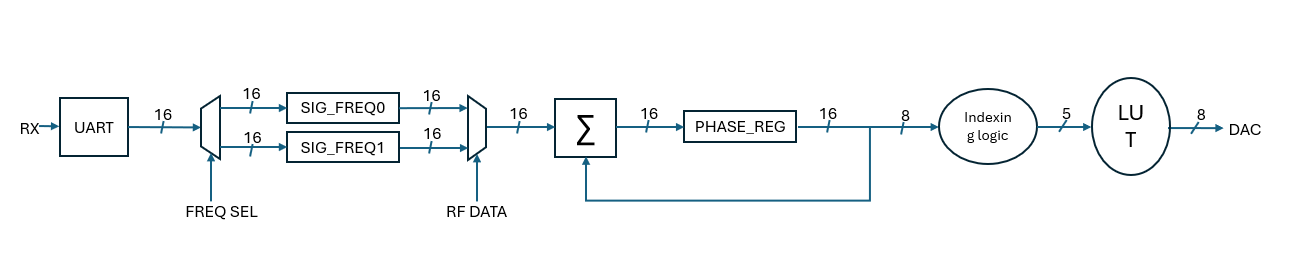 RX
UART
16
16
16
SIG_FREQ0
SIG_FREQ1
16
16
FREQ SEL
RF DATA
16
∑
16
PHASE_REG
16
8
Indexin
g logic
5
LU
T
8
DAC